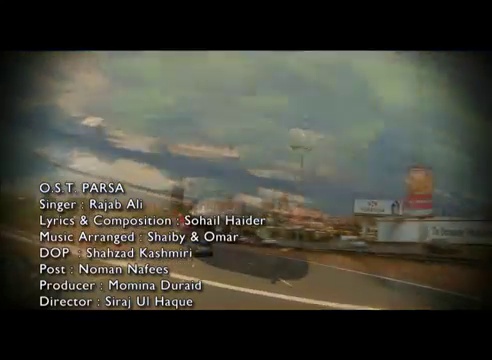 O.S.T. PARSA
Singer : Rajab Ali
Lyrics & Composition : Sohail Haider
Music Arranged : Shaiby & Omar
DOP : Shahzad Kashmiri
Post : Noman Nafees
Producer : Momina Duraid
Director : Siraj Ul Haque